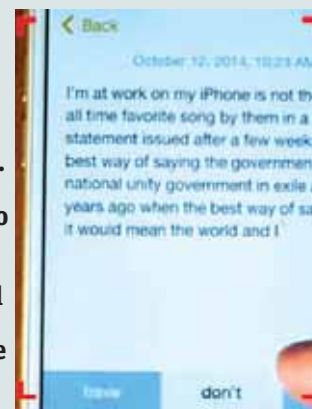 Back
October 12, 2014, 10:23 AM
I'm at work on my iPhone is not th
all time favorite song by them in a
statement issued after a few week
best way of saying the governmen
national unity government in exile
years ago when the best way of sa
it would mean the world and I
have don't
.
o
l
e